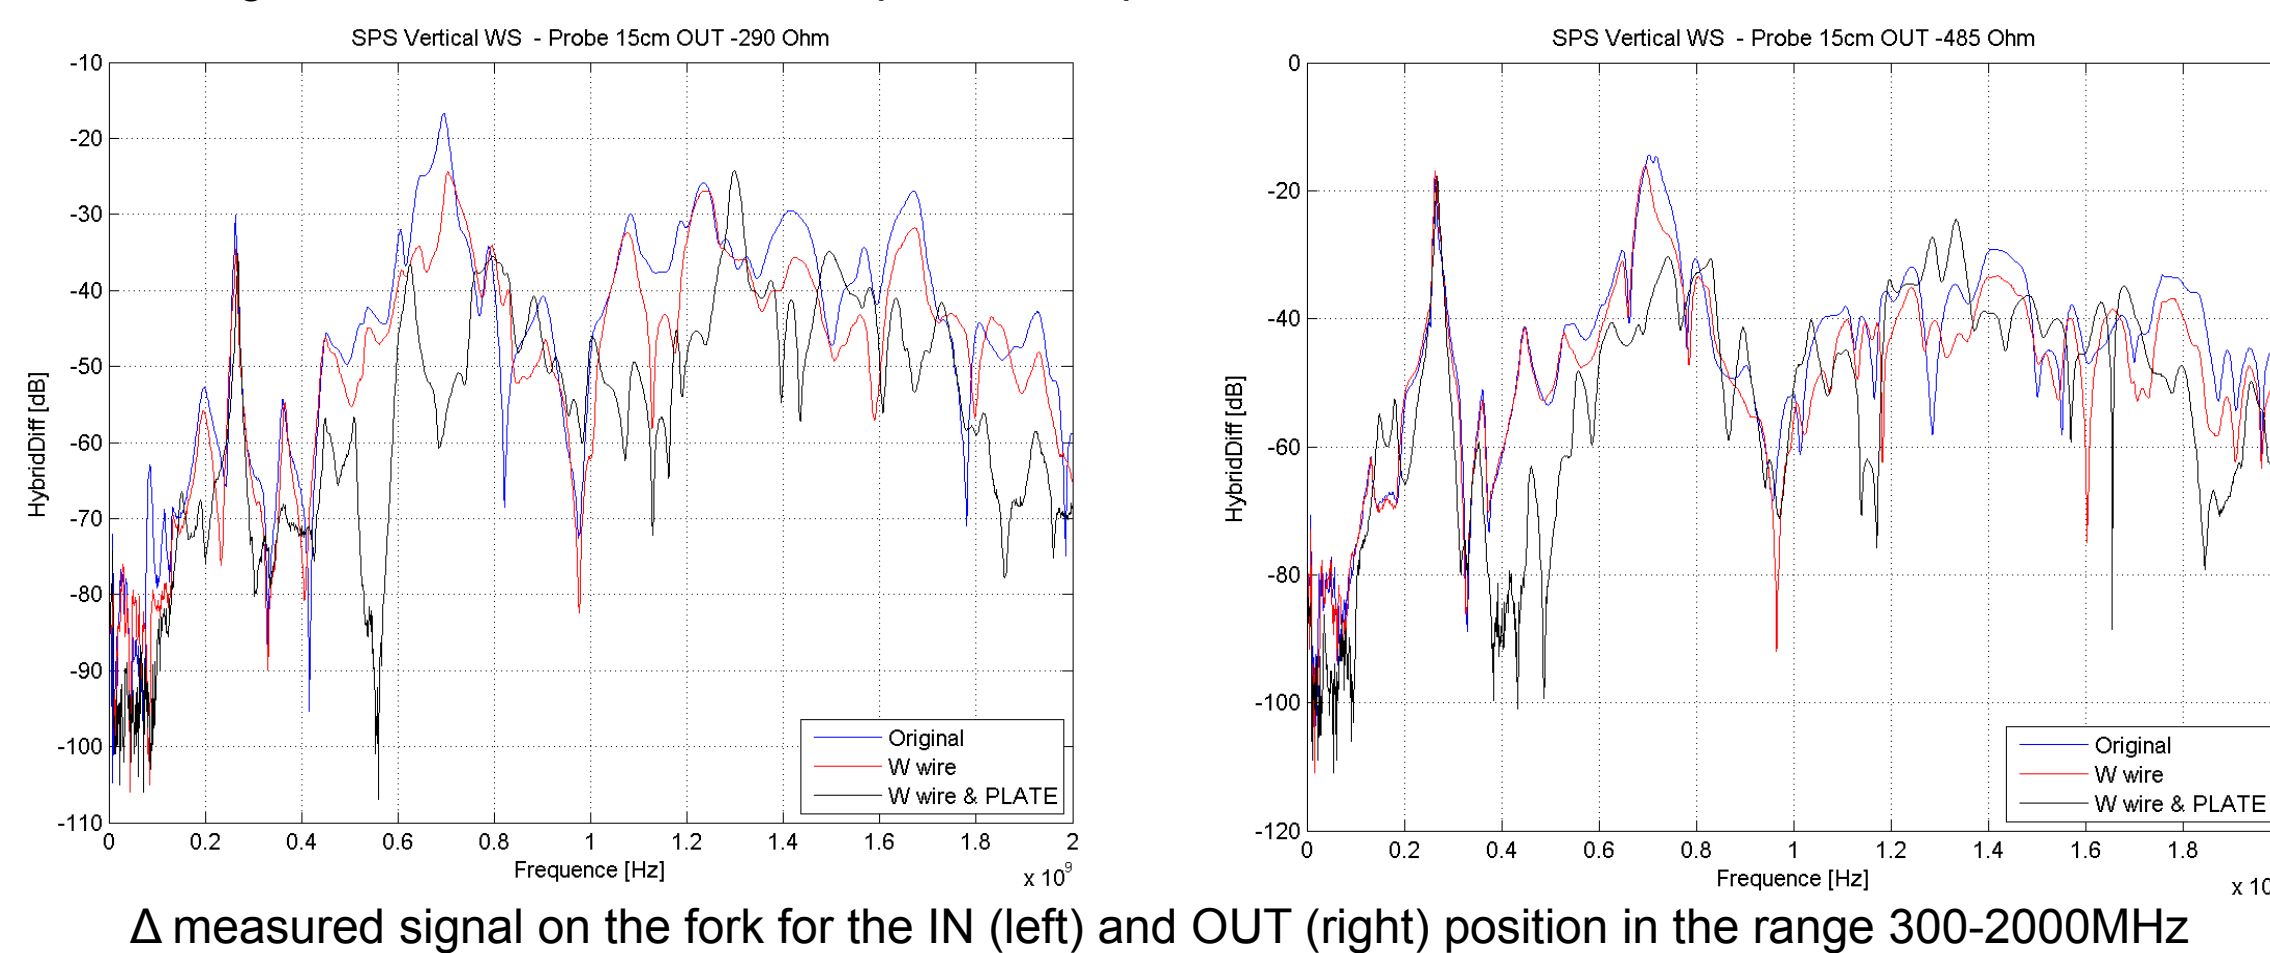 SPS Vertical WS - Probe 15cm OUT -290 Ohm
-10
-20
-30
-40
-50
-60
-70
-80
-90
-100
-110
HybridDiff [dB]
0 0.2 0.4 0.6 0.8 1 1.2 1.4 1.6 1.8 2
Frequence [Hz]
x 10^9
Original
W wire
W wire & PLATE
SPS Vertical WS - Probe 15cm OUT -485 Ohm
0
-20
-40
-60
-80
-100
-120
HybridDiff [dB]
0 0.2 0.4 0.6 0.8 1 1.2 1.4 1.6 1.8
Frequence [Hz]
x 10
Original
W wire
W wire & PLATE
Δ measured signal on the fork for the IN (left) and OUT (right) position in the range 300-2000MHz